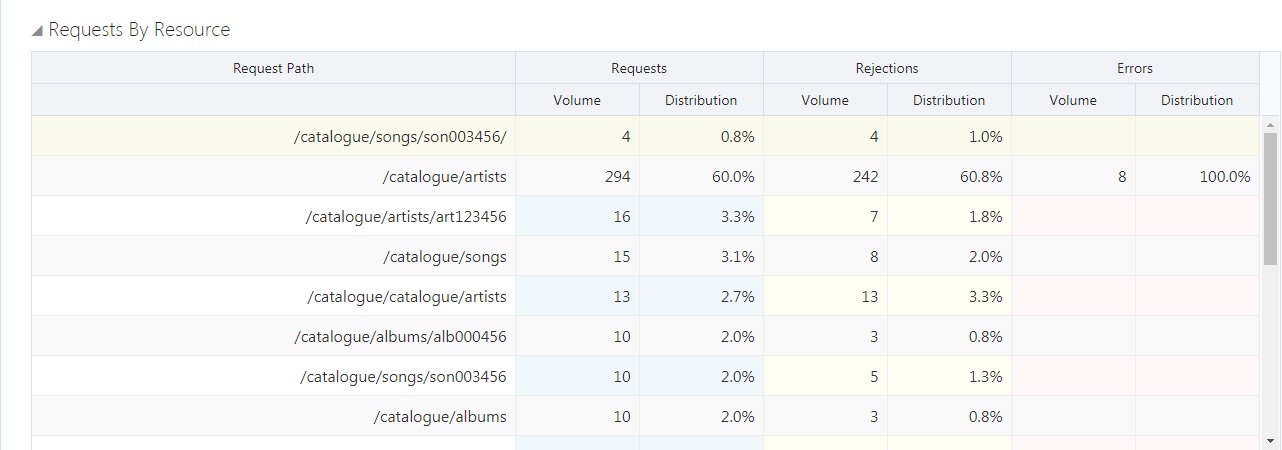 Requests By Resource
Request Path Requests Rejections Errors
Volume Distribution Volume Distribution Volume Distribution
/catalogue/songs/son003456/ 4 0.8% 4 1.0%
/catalogue/artists 294 60.0% 242 60.8% 8 100.0%
/catalogue/artists/art123456 16 3.3% 7 1.8%
/catalogue/songs 15 3.1% 8 2.0%
/catalogue/catalogue/artists 13 2.7% 13 3.3%
/catalogue/albums/alb000456 10 2.0% 3 0.8%
/catalogue/songs/son003456 10 2.0% 5 1.3%
/catalogue/albums 10 2.0% 3 0.8%